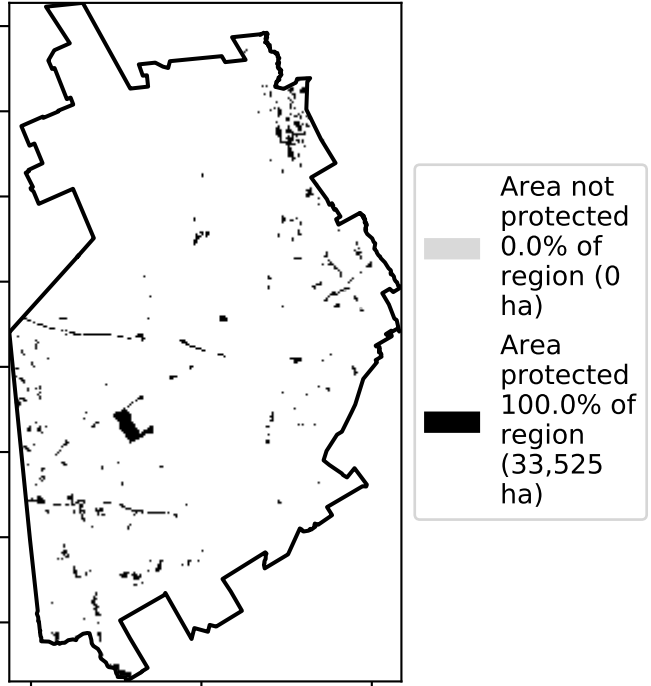 Area not
protected
0.0% of
region (0
ha)
Area
protected
100.0% of
region
(33,525
ha)